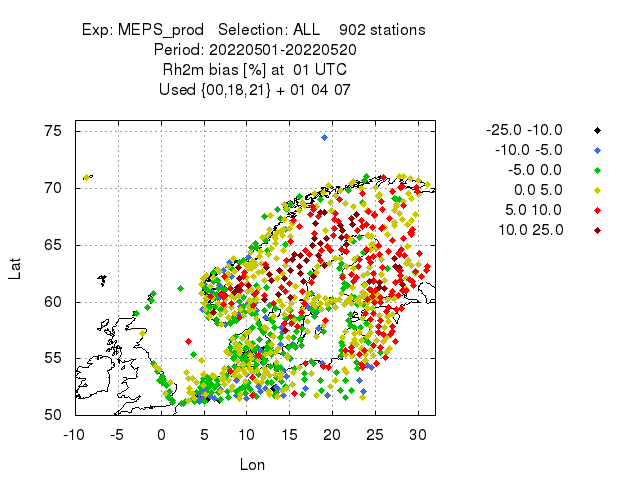 Exp: MEPS_prod   Selection: ALL    902 stations
Period: 20220501-20220520
Rh2m bias [%] at  01 UTC
Used {00,18,21} + 01 04 07
-25.0 -10.0
-10.0 -5.0
-5.0 0.0
0.0 5.0
5.0 10.0
10.0 25.0
75
70
65
60
55
50
Lat
-10 -5 0 5 10 15 20 25 30
Lon